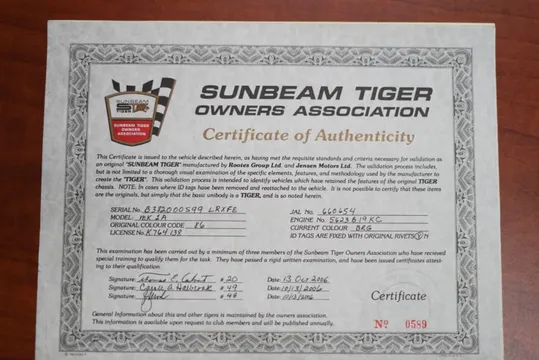 SUNBEAM TIGER
OWNERS ASSOCIATION
Certificate of Authenticity
SUNBEAM
TIGER
SUNBEAM TIGER
OWNERS
ASSOCIATION
This Certificate is issued to the vehicle described herein, as having met the requisite standards and criteria necessary for validation as
an original "SUNBEAM TIGER" manufactured by Rootes Group Ltd. and Jensen Motors Ltd. The validation process includes,
but is not limited to a thorough visual examination of the specific elements, features, and methodology used by the manufacturer to
create the "TIGER". This validation process is intended to identify vehicles which have retained the features of the original TIGER
chassis. NOTE: In cases where ID tags have been removed and reattached to the vehicle. It is not possible to certify that these items
are the originals, but simply that the basic unibody is a TIGER, and is so noted herein.
SERIAL No. B382000599 LRXFE JAL No. 660654
MODEL: MK 1A ENGINE No. 5623 B19KC
ORIGINAL COLOUR CODE 86 CURRENT COLOUR BRG
LICENSE No. R764138 ID TAGS ARE FIXED WITH ORIGINAL RIVETS Y/N
This examination has been carried out by a minimum of three members of the Sunbeam Tiger Owners Association who have received
special training to qualify them for the task. They have passed a rigid written examination, and have been issued certificates attest-
ing to their qualification:
Signature: # 20 Date: 13 Oct 2006
Signature: # 49 Date: 10/13/2006
Signature: # 48 Date:
Certificate
General information about this and other tigers is maintained by the owners association.
This information is available upon request to club members and will be published annually.
Nº 0589